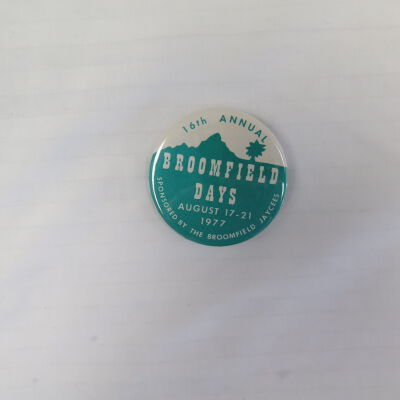 16th ANNUAL
BROOMFIELD
DAYS
AUGUST 17-21
1977
SPONSORED BY THE BROOMFIELD JAYCEES